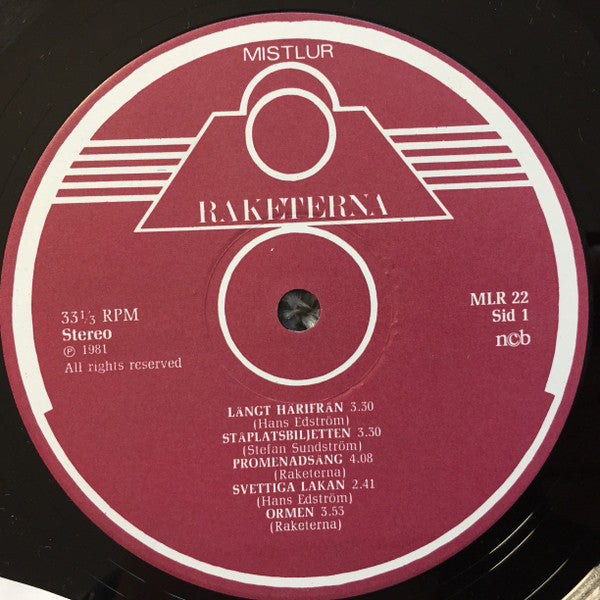 MISTLUR
RAKETERNA
33 1/3 RPM
Stereo
℗ 1981
All rights reserved
MLR 22
Sid 1
ncb
LÅNGT HÄRIFRÅN 3.30
(Hans Edström)
STÅPLATSBILJETTEN 3.30
(Stefan Sundström)
PROMENADSÅNG 4.08
(Raketerna)
SVETTIGA LAKAN 2.41
(Hans Edström)
ORMEN 3.53
(Raketerna)